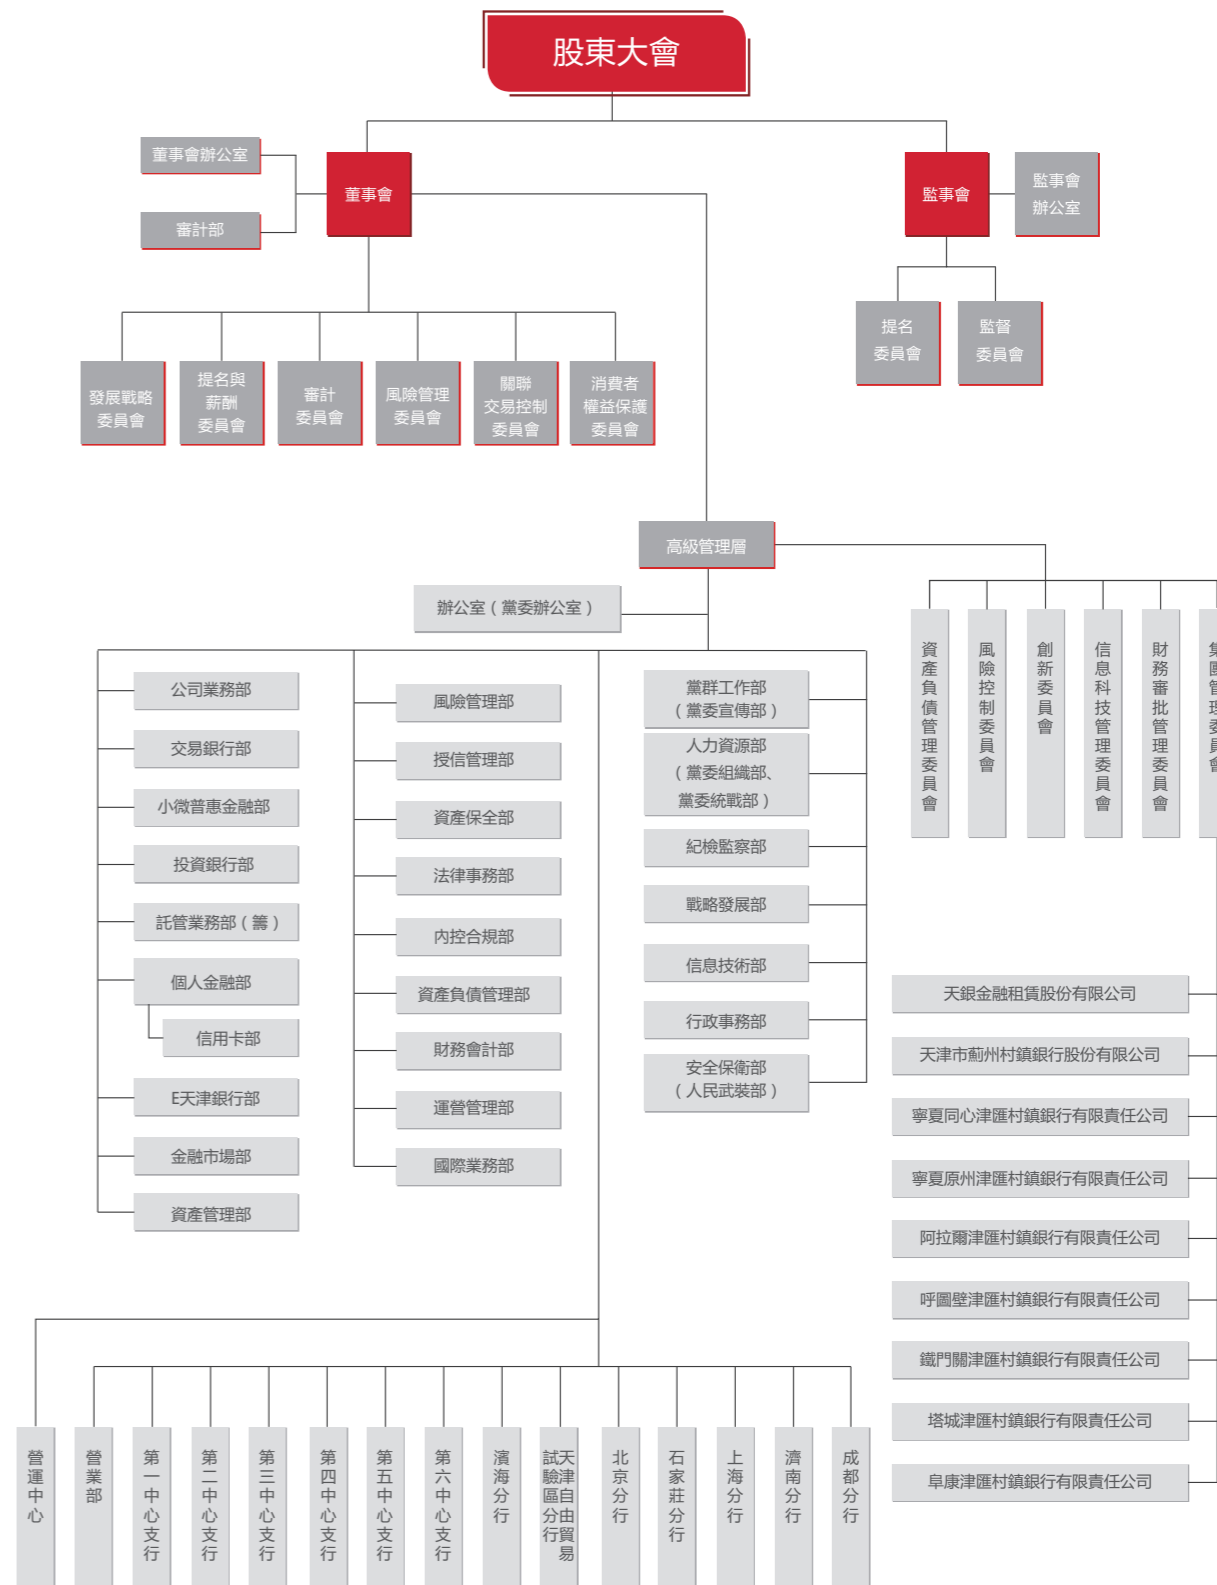 股東大會
董事會辦公室
審計部
董事會
監事會
監事會
辦公室
提名
委員會
監督
委員會
發展戰略
委員會
提名與
薪酬
委員會
審計
委員會
風險管理
委員會
關聯
交易控制
委員會
消費者
權益保護
委員會
高級管理層
辦公室（黨委辦公室）
資產負債管理委員會
風險控制委員會
創新委員會
信息科技管理委員會
財務審批管理委員會
集團管理委員會
公司業務部
交易銀行部
小微普惠金融部
投資銀行部
託管業務部（籌）
個人金融部
信用卡部
E天津銀行部
金融市場部
資產管理部
風險管理部
授信管理部
資產保全部
法律事務部
內控合規部
資產負債管理部
財務會計部
運營管理部
國際業務部
黨群工作部
（黨委宣傳部）
人力資源部
（黨委組織部、
黨委統戰部）
紀檢監察部
戰略發展部
信息技術部
行政事務部
安全保衛部
（人民武裝部）
天銀金融租賃股份有限公司
天津市薊州村鎮銀行股份有限公司
寧夏同心津匯村鎮銀行有限責任公司
寧夏原州津匯村鎮銀行有限責任公司
阿拉爾津匯村鎮銀行有限責任公司
呼圖壁津匯村鎮銀行有限責任公司
鐵門關津匯村鎮銀行有限責任公司
塔城津匯村鎮銀行有限責任公司
阜康津匯村鎮銀行有限責任公司
營運中心
營業部
第一中心支行
第二中心支行
第三中心支行
第四中心支行
第五中心支行
第六中心支行
濱海分行
天津自由貿易
試驗區分行
北京分行
石家莊分行
上海分行
濟南分行
成都分行